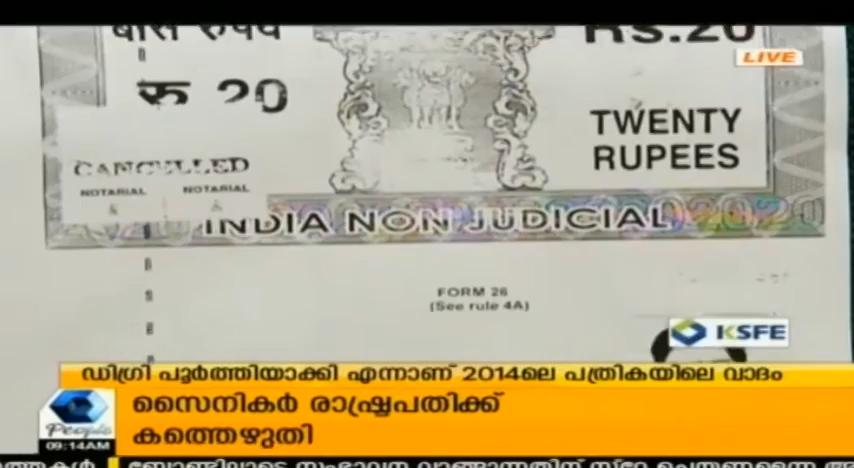 बीस रुपये
Rs.20
LIVE
रु 20
TWENTY
RUPEES
CANCELLED
NOTARIAL NOTARIAL
& &
INDIA NON JUDICIAL
FORM 26
(See rule 4A)
KSFE
ഡിഗ്രി പൂർത്തിയാക്കി എന്നാണ് 2014ലെ പത്രികയിലെ വാദം
സൈനികർ രാഷ്ട്രപതിക്ക്
കത്തെഴുതി
People
09:14AM